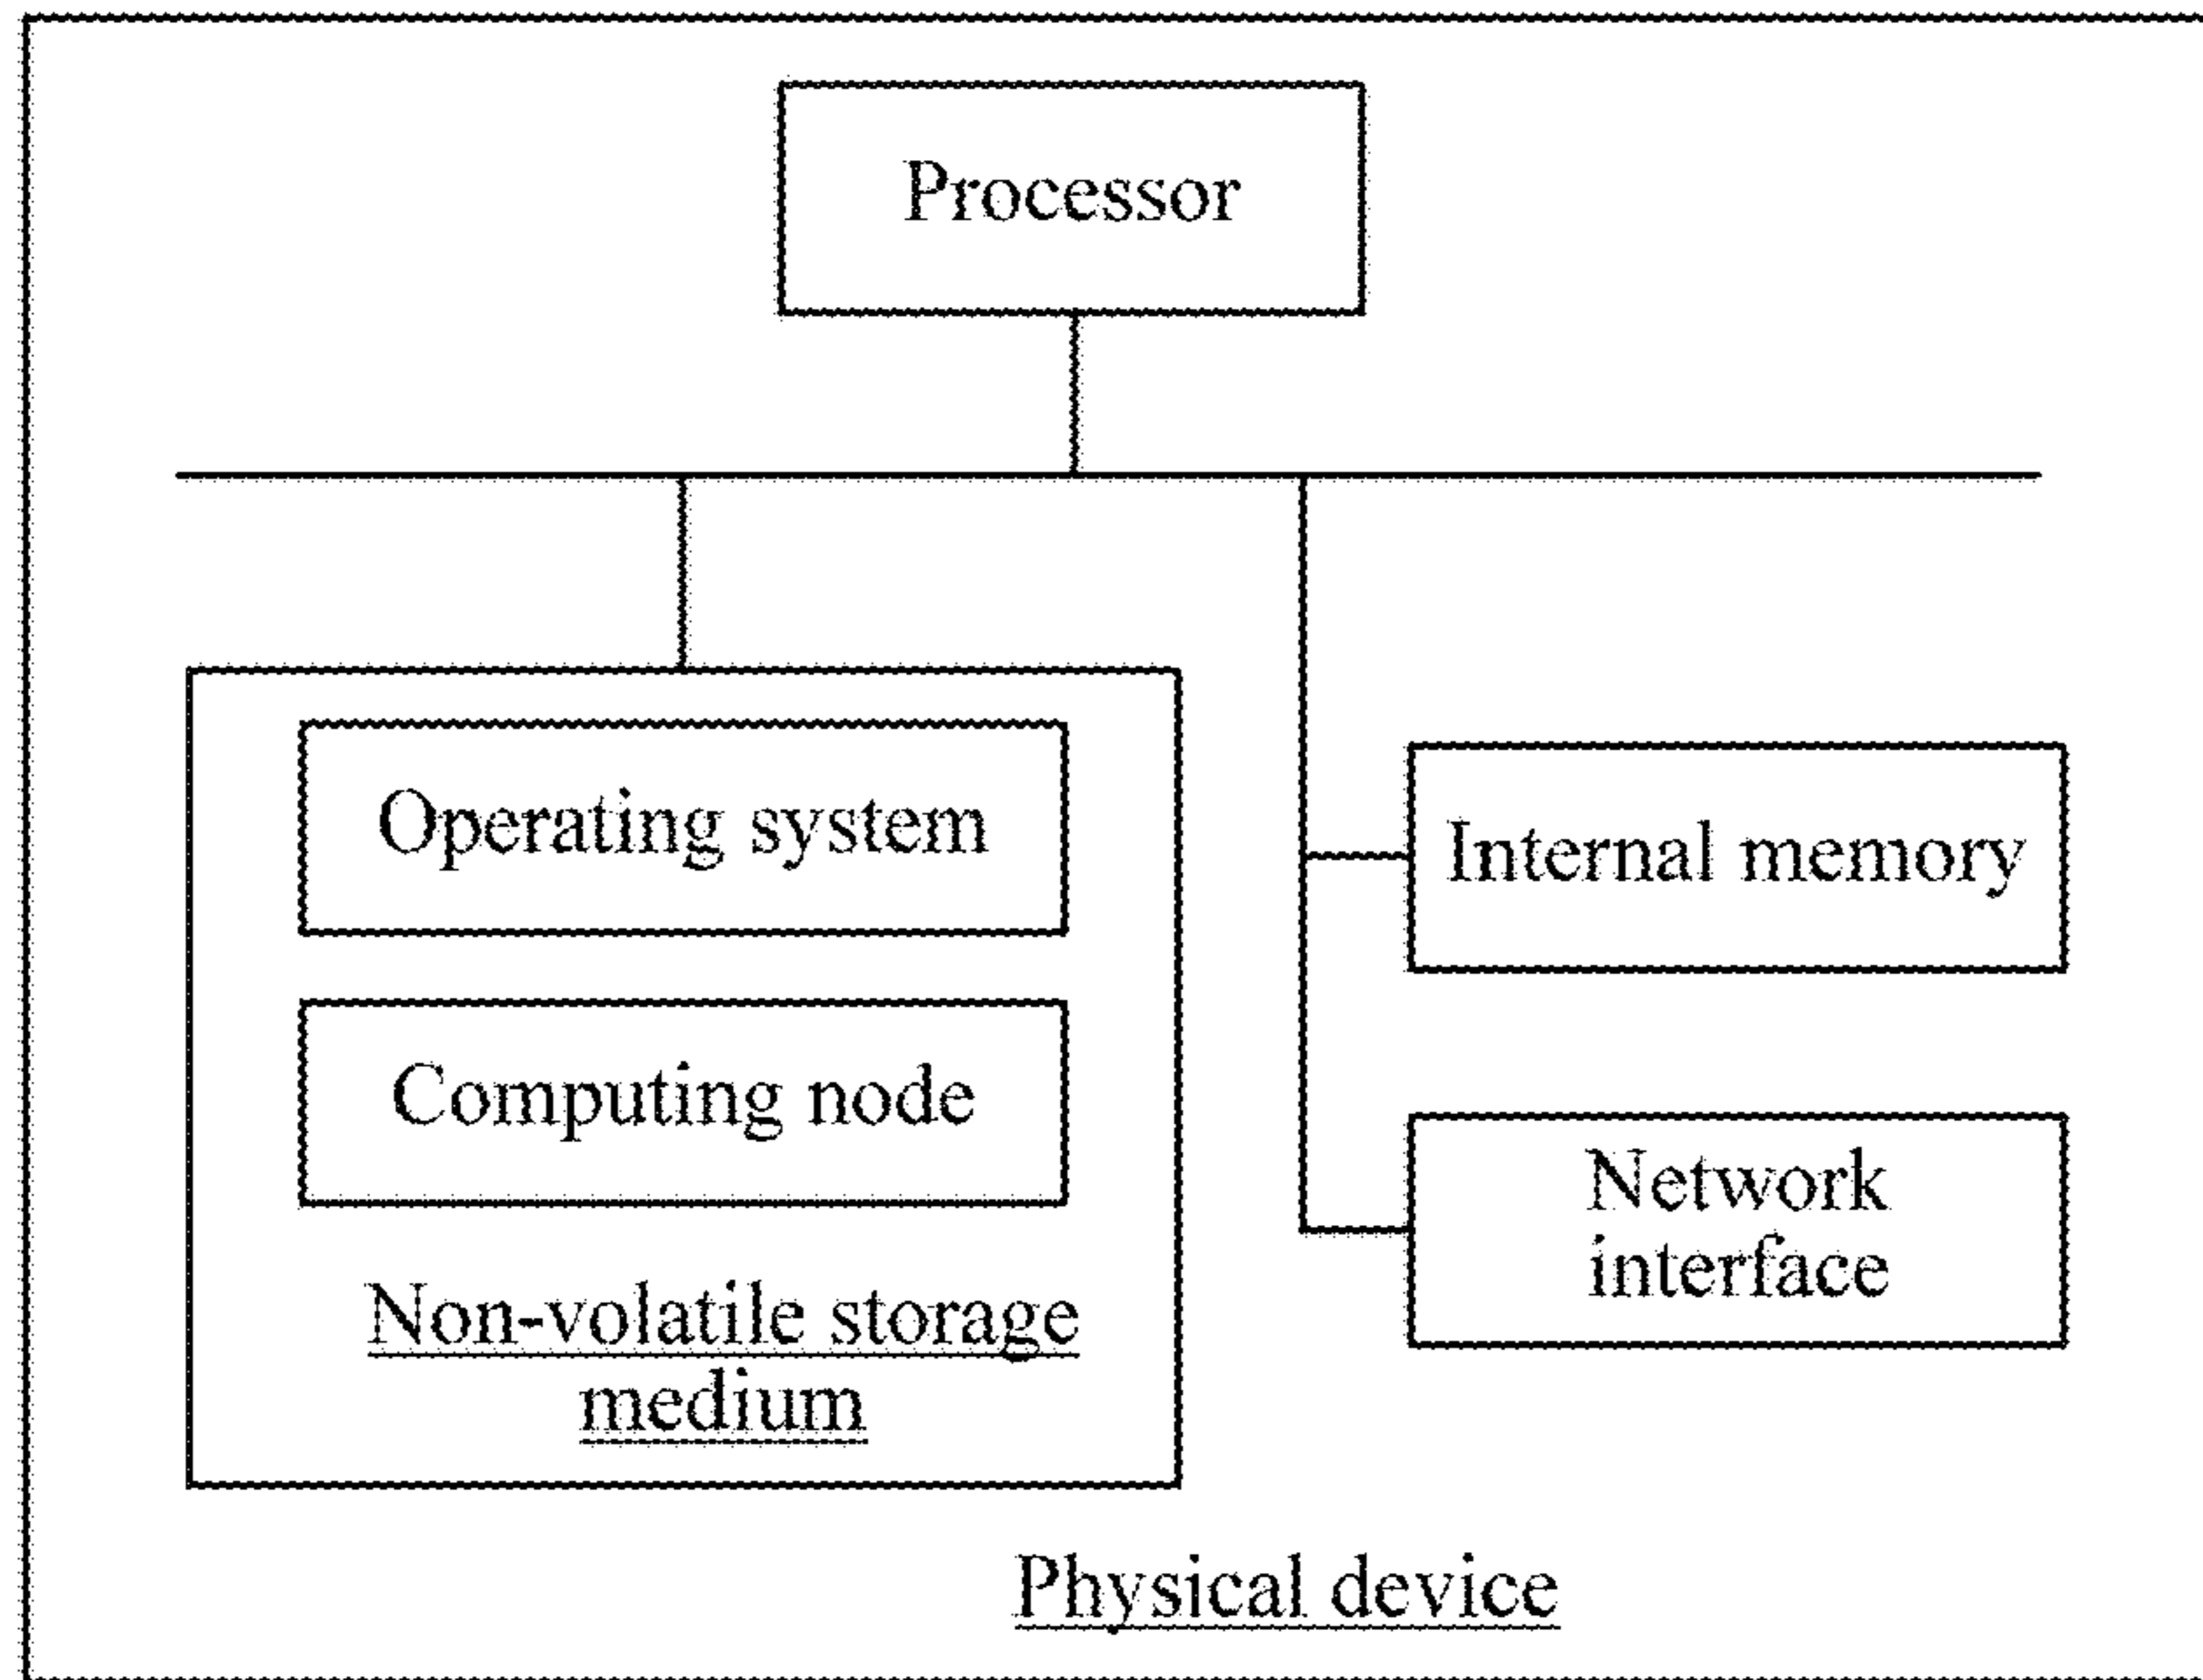 Processor
Operating system
Computing node
Non-volatile storage
medium
Internal memory
Network
interface
Physical device